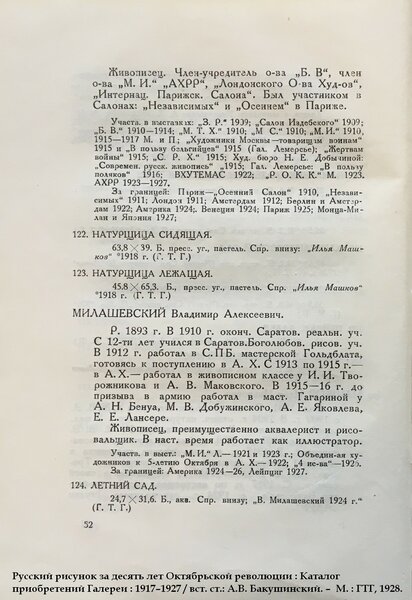 Живописец. Член-учредитель о-ва „Б. В“, член
о-ва „М. И.“ „АХРР“, „Лондонского О-ва Худ-ов“,
„Интернац. Парижск. Салона“. Был участником в
Салонах: „Независимых“ и „Осеннем“ в Париже.
Участв. в выставках: „З. Р.“ 1909; „Салон Издебского“ 1909;
„Б. В.“ 1910—1914; „М. Т. Х.“ 1910; „М С.“ 1910; „М. И.“ 1910,
1915—1917 М. и П.; „Художники Москвы—товарищам воинам“
1915 и „В пользу бельгийцев“ 1915 (Гал. Лемерсье); „Жертвам
войны“ 1915; „С. Р. Х.“ 1915; Худ. бюро Н. Е. Добычиной:
„Современ. русск. живопись“ „1915; Гал. Лемерсье: „В пользу
поляков“ 1916; ВХУТЕМАС 1922; „Р. О. К. К.“ М. 1923.
АХРР 1923—1927.
За границей: Париж—„Осенний Салон“ 1910, „Независи-
симых“ 1911; Лондон 1911; Амстердам 1912; Берлин и Амстер-
дам 1922; Америка 1924; Венеция 1924; Париж 1925; Монца-Ми-
лан и Япония 1927;
122. НАТУРЩИЦА СИДЯЩАЯ.
63,8 × 39. Б. пресс. уг., пастель. Спр. внизу: „Илья Маш-
ков“ °1918 г. (Г. Т. Г.)
123. НАТУРЩИЦА ЛЕЖАЩАЯ.
45.8 × 65,3. Б., пресс. уг., пастель. Спр. „Илья Машков“
°1918 г. (Г. Т. Г.)
МИЛАШЕВСКИЙ Владимир Алексеевич.
Р. 1893 г. В 1910 г. оконч. Саратов. реальн. уч.
С 12-ти лет учился в Саратов.Боголюбов. рисов. уч.
В 1912 г. работал в С.П.Б. мастерской Гольдблата,
готовясь к поступлению в А. Х. С 1913 по 1915 г.—
в А. Х.— работал в живописном классе у И. И. Тво-
рожникова и А. В. Маковского. В 1915—16 г. до
призыва в армию работал в маст. Гагариной у
А. Н. Бенуа, М. В. Добужинского, А. Е. Яковлева,
Е. Е. Лансере.
Живописец, преимущественно аквалерист и рисо-
вальщик. В наст. время работает как иллюстратор.
Участв. в выст.: „М. И.“ Л.—1921 и 1923 г.; Объедин-ая ху-
дожников к 5-летию Октября в А. Х.—1922; „4 ис-ва“—1925.
За границей: Америка 1924—26, Лейпциг 1927.
124. ЛЕТНИЙ САД.
24,7 × 31,6. Б., акв. Спр. внизу; „В. Милашевский 1924 г.“
(Г. Т. Г.)
52
Русский рисунок за десять лет Октябрьской революции : Каталог
приобретений Галереи : 1917–1927 / вст. ст.: А.В. Бакушинский. – М. : ГТГ, 1928.